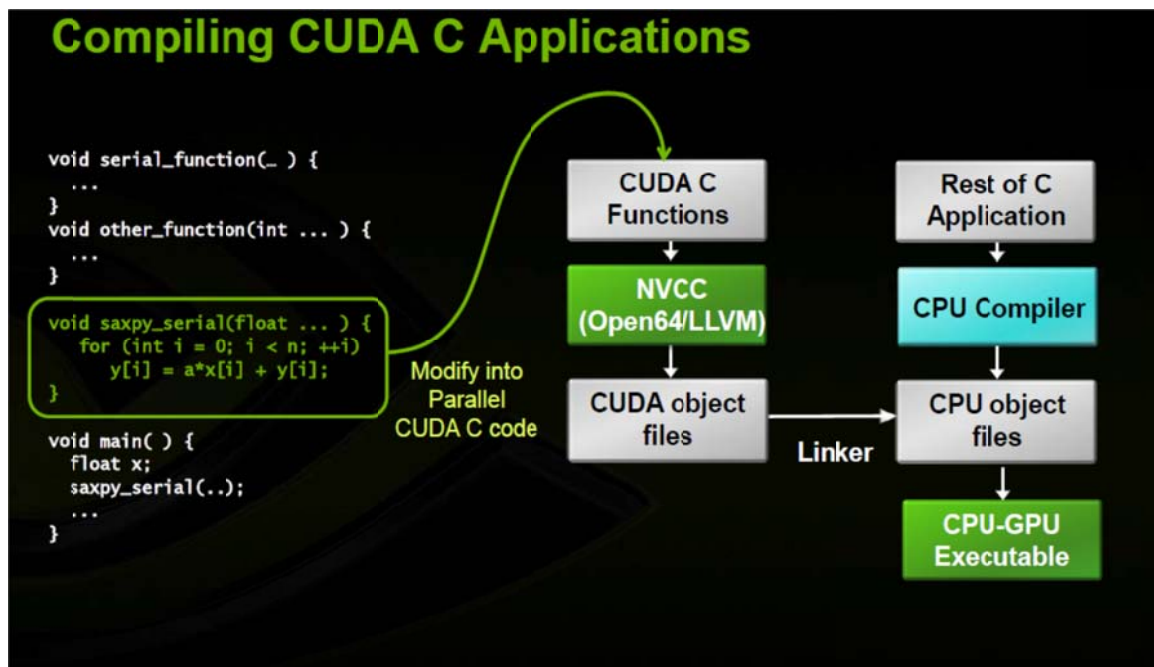 Compiling CUDA C Applications
void serial_function(… ) {
...
}
void other_function(int ... ) {
...
}
void saxpy_serial(float ... ) {
for (int i = 0; i < n; ++i)
y[i] = a*x[i] + y[i];
}
void main( ) {
float x;
saxpy_serial(..);
...
}
Modify into
Parallel
CUDA C code
CUDA C
Functions
NVCC
(Open64/LLVM)
CUDA object
files
Linker
Rest of C
Application
CPU Compiler
CPU object
files
CPU-GPU
Executable